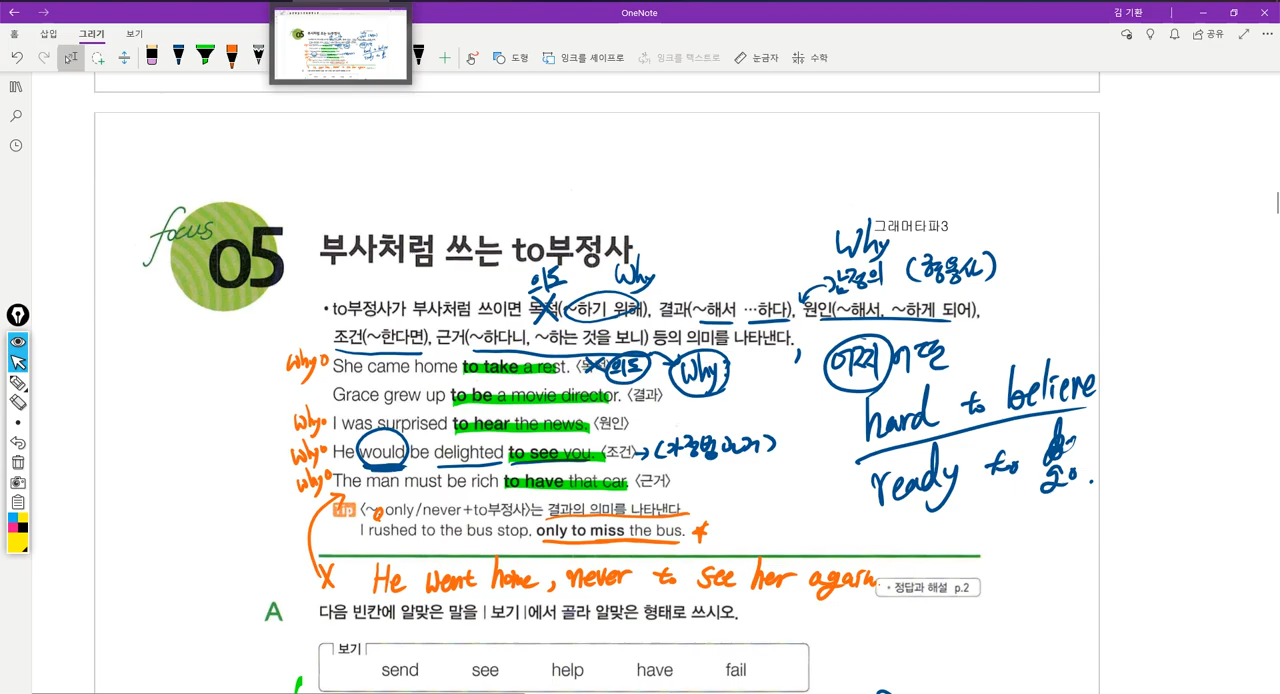 OneNote
김 기환
홈 삽입 그리기 보기
공유
도형 잉크를 셰이프로 잉크를 텍스트로 눈금자 수학
그래머타파3
focus 05 부사처럼 쓰는 to부정사
Why
의도 Why 감정의 (형용사)
• to부정사가 부사처럼 쓰이면 목적(~하기 위해), 결과(~해서 …하다), 원인(~해서, ~하게 되어),
조건(~한다면), 근거(~하다니, ~하는 것을 보니) 등의 의미를 나타낸다.
Why She came home to take a rest. 의도 Why
Grace grew up to be a movie director. 〈결과〉
hard to believe
Why I was surprised to hear the news. 〈원인〉
Why He would be delighted to see you. 〈조건〉
ready to go.
Why The man must be rich to have that car. 〈근거〉
Tip 〈~ only/never+to부정사〉는 결과의 의미를 나타낸다.
I rushed to the bus stop, only to miss the bus.
X He went home, never to see her again.
• 정답과 해설 p.2
A 다음 빈칸에 알맞은 말을 | 보기 |에서 골라 알맞은 형태로 쓰시오.
보기
send see help have fail